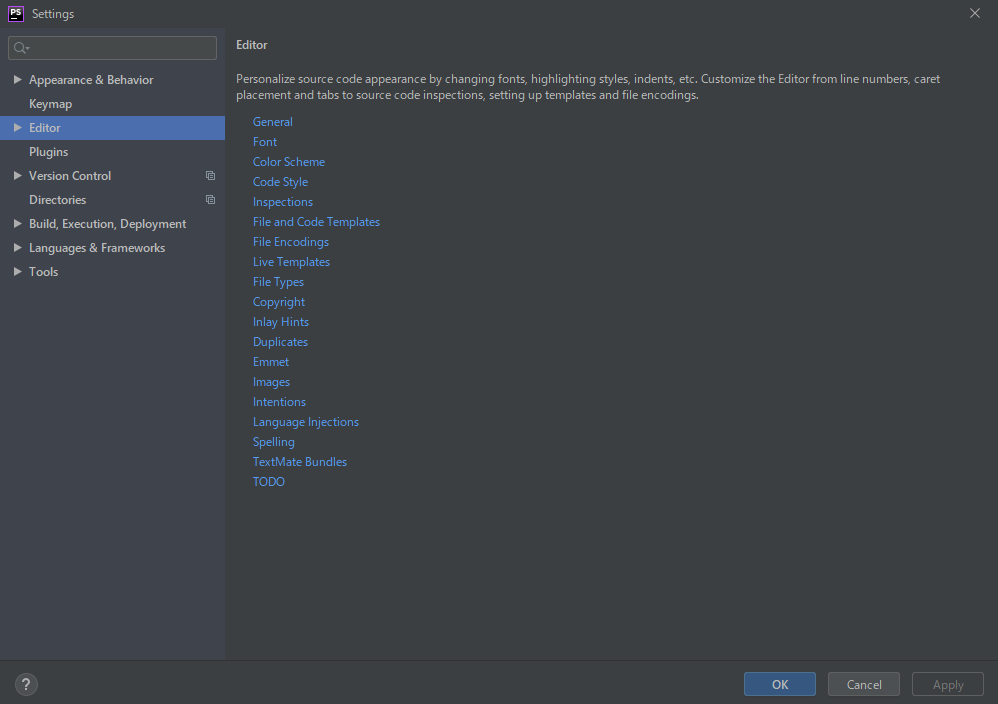 PS Settings
Appearance & Behavior
Keymap
Editor
Plugins
Version Control
Directories
Build, Execution, Deployment
Languages & Frameworks
Tools
Editor
Personalize source code appearance by changing fonts, highlighting styles, indents, etc. Customize the Editor from line numbers, caret
placement and tabs to source code inspections, setting up templates and file encodings.
General
Font
Color Scheme
Code Style
Inspections
File and Code Templates
File Encodings
Live Templates
File Types
Copyright
Inlay Hints
Duplicates
Emmet
Images
Intentions
Language Injections
Spelling
TextMate Bundles
TODO
? OK Cancel Apply